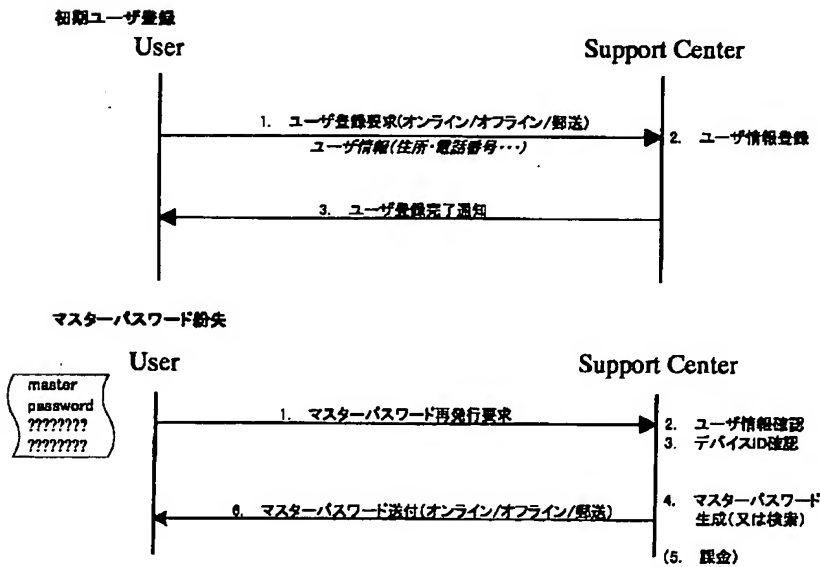 初期ユーザ登録
User
Support Center
1. ユーザ登録要求(オンライン/オフライン/郵送)
ユーザ情報(住所・電話番号・・・)
2. ユーザ情報登録
3. ユーザ登録完了通知
マスターパスワード紛失
User
Support Center
master
password
????????
????????
1. マスターパスワード再発行要求
2. ユーザ情報確認
3. デバイスID確認
4. マスターパスワード
生成(又は検索)
6. マスターパスワード送付(オンライン/オフライン/郵送)
(5. 課金)